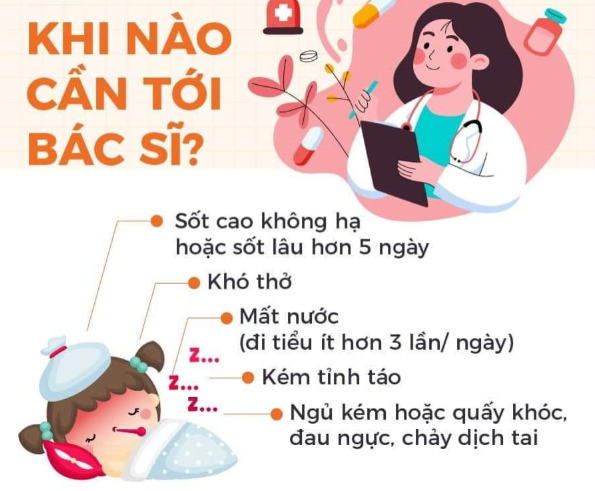 KHI NÀO
CẦN TỚI
BÁC SĨ?
Sốt cao không hạ
hoặc sốt lâu hơn 5 ngày
Khó thở
Mất nước
(đi tiểu ít hơn 3 lần/ ngày)
z...
z...
z...
Kém tỉnh táo
Ngủ kém hoặc quấy khóc,
đau ngực, chảy dịch tai